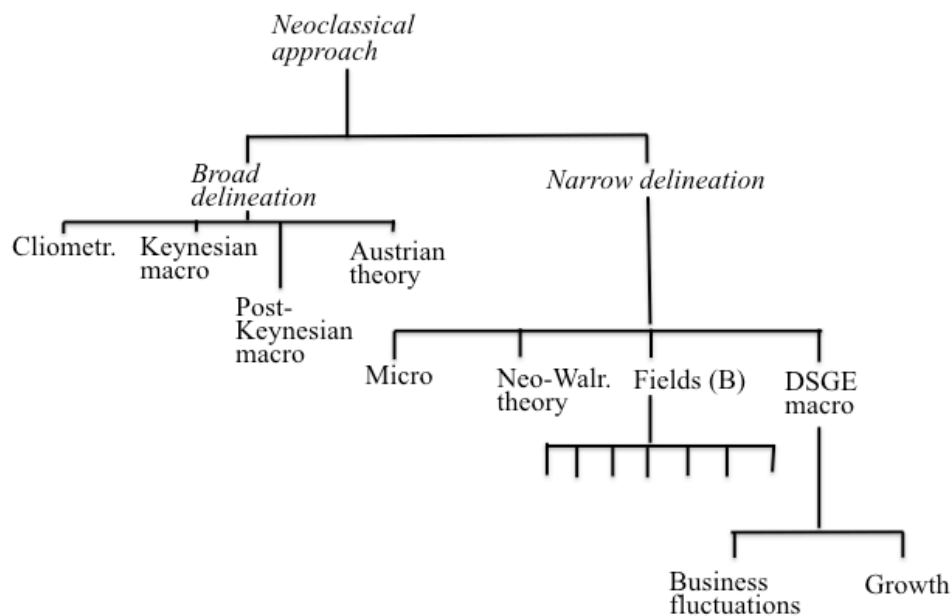 Neoclassical
approach
Broad
delineation
Narrow delineation
Cliometr.
Keynesian
macro
Austrian
theory
Post-
Keynesian
macro
Micro
Neo-Walr.
theory
Fields (B)
DSGE
macro
Business
fluctuations
Growth